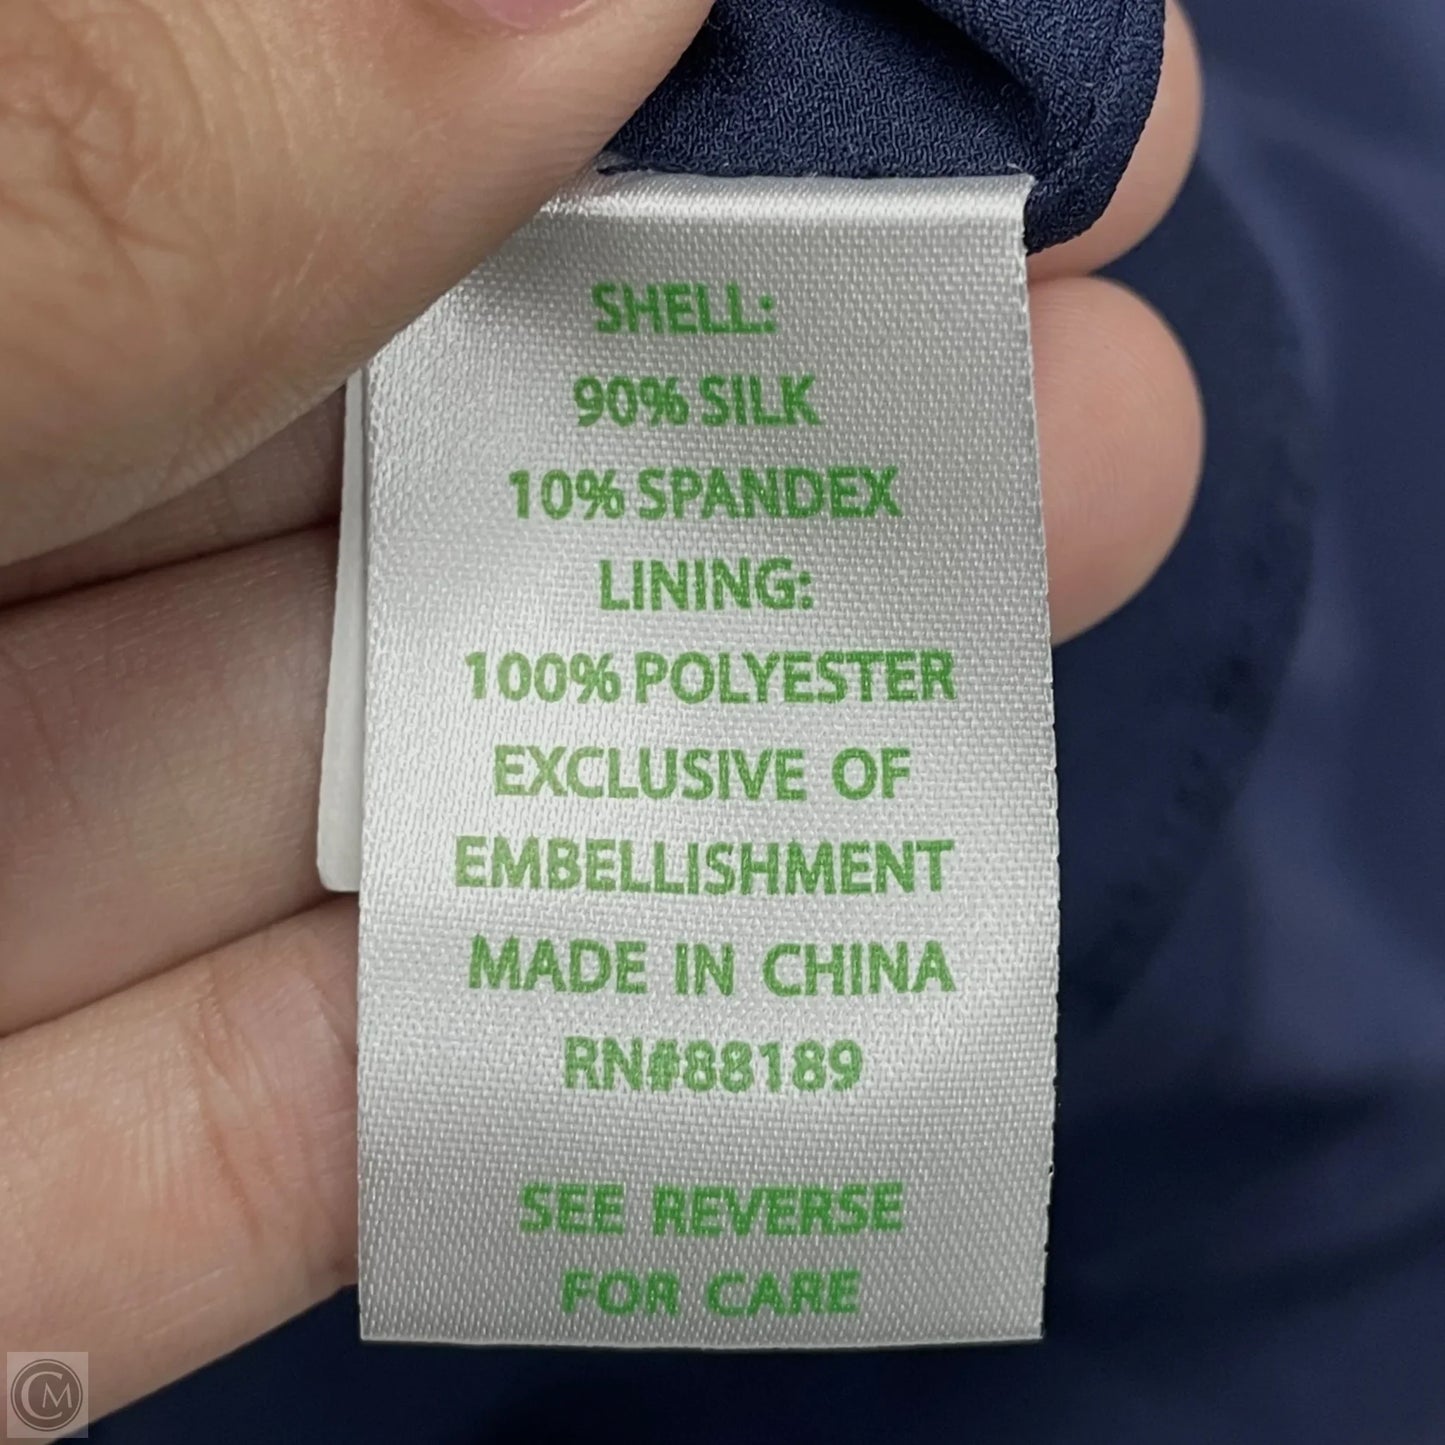 SHELL:
90% SILK
10% SPANDEX
LINING:
100% POLYESTER
EXCLUSIVE OF
EMBELLISHMENT
MADE IN CHINA
RN#88189
SEE REVERSE
FOR CARE
CM